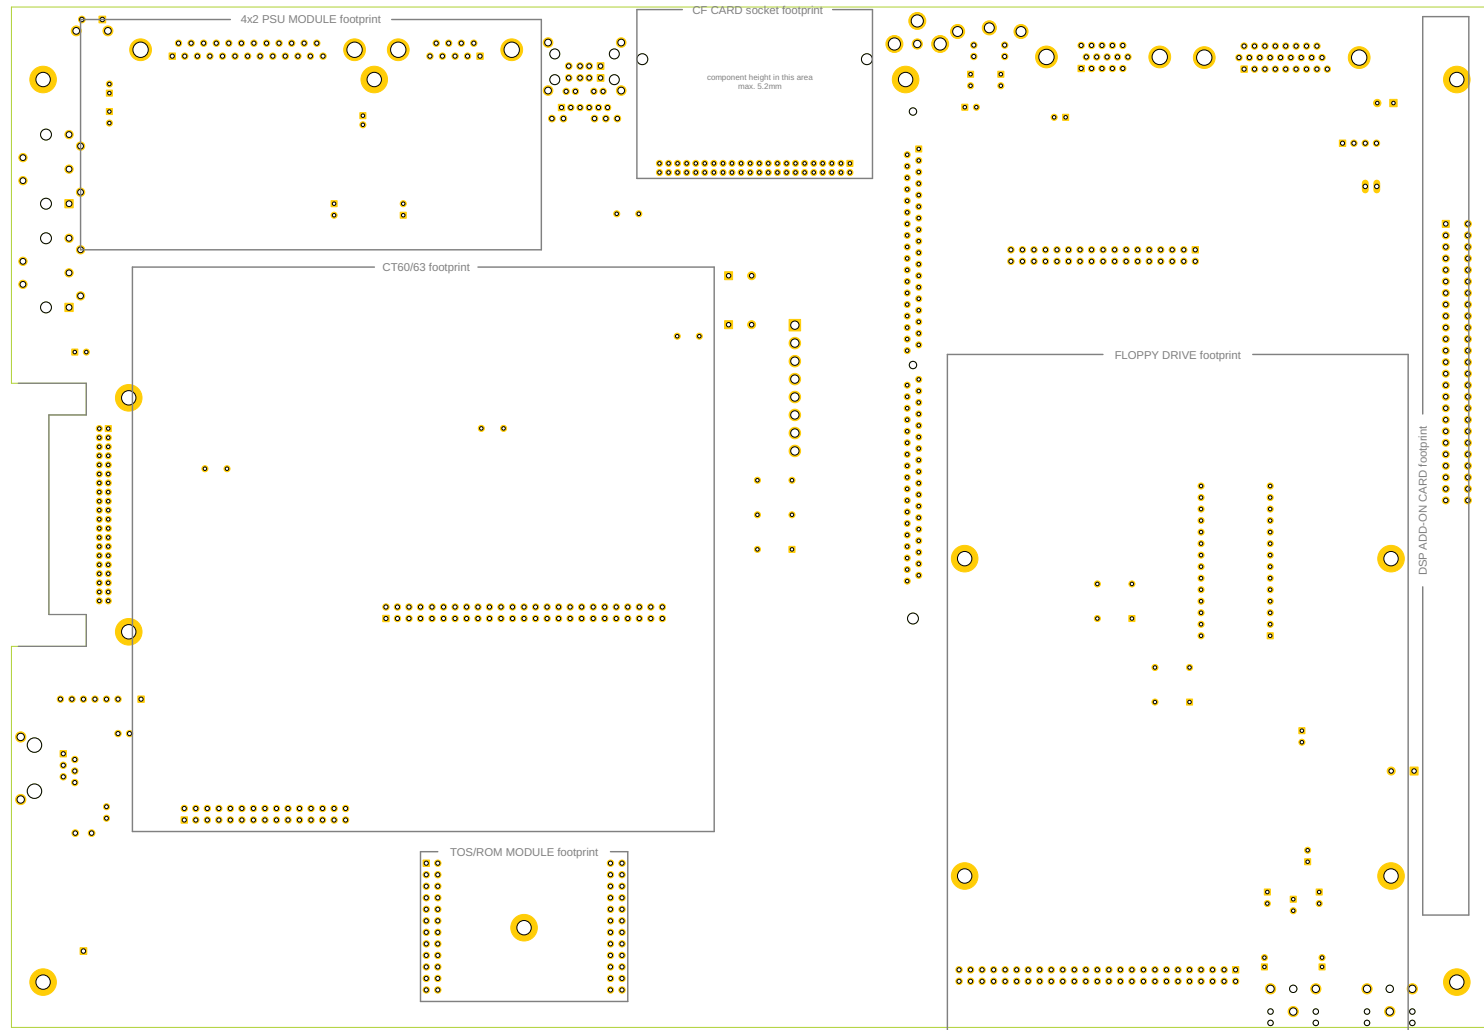 4x2 PSU MODULE footprint
CF CARD socket footprint
component height in this area
max. 5.2mm
CT60/63 footprint
FLOPPY DRIVE footprint
DSP ADD-ON CARD footprint
TOS/ROM MODULE footprint